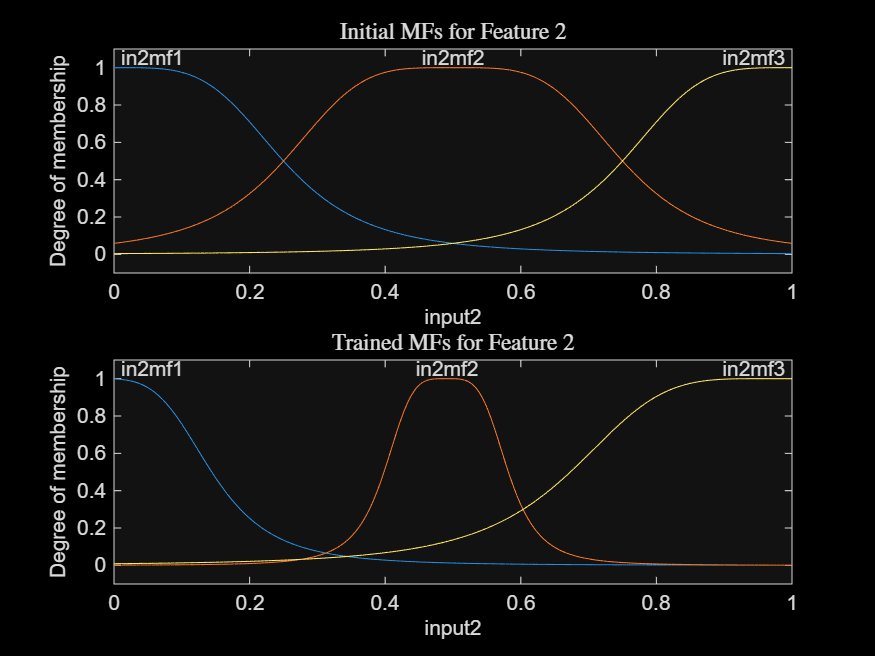 Initial MFs for Feature 2
in2mf1 in2mf2 in2mf3
Degree of membership
1
0.8
0.6
0.4
0.2
0
0 0.2 0.4 0.6 0.8 1
input2
Trained MFs for Feature 2
in2mf1 in2mf2 in2mf3
Degree of membership
1
0.8
0.6
0.4
0.2
0
0 0.2 0.4 0.6 0.8 1
input2